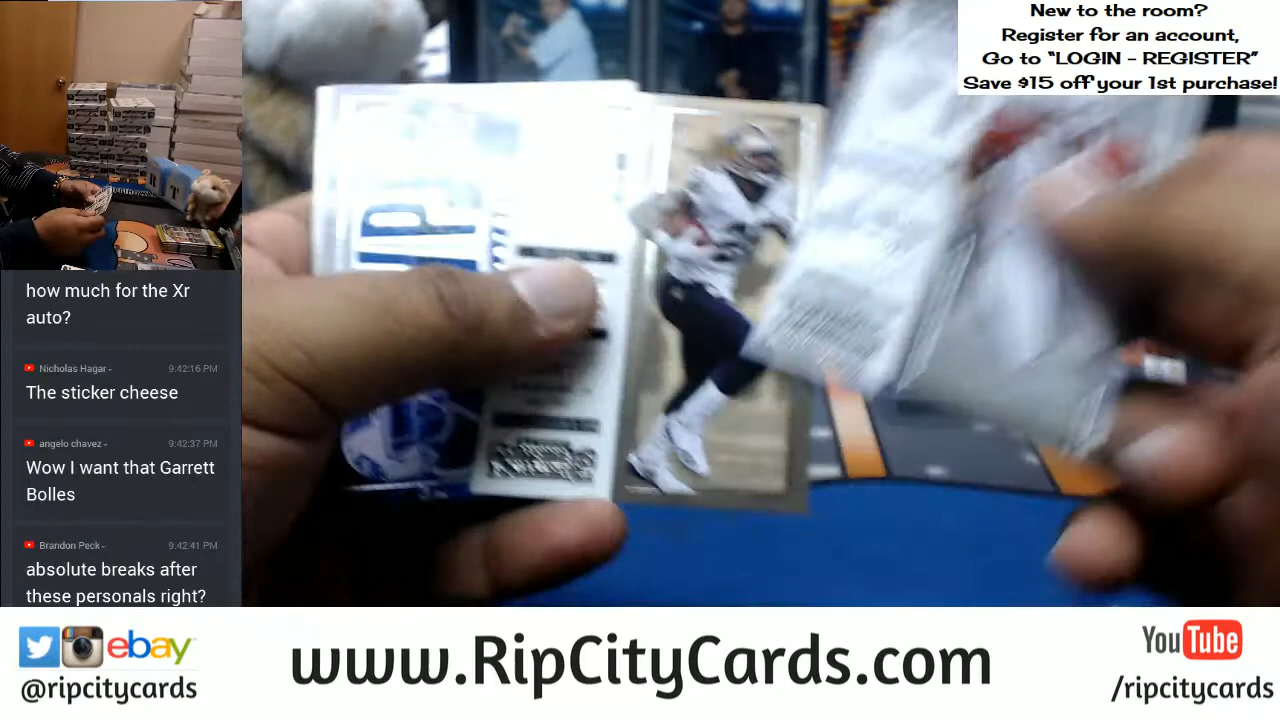 New to the room?
Register for an account,
Go to “LOGIN - REGISTER”
Save $15 off your 1st purchase!
how much for the Xr
auto?
Nicholas Hagar - 9:42:16 PM
The sticker cheese
angelo chavez - 9:42:37 PM
Wow I want that Garrett
Bolles
Brandon Peck - 9:42:41 PM
absolute breaks after
these personals right?
ebay
@ripcitycards
www.RipCityCards.com
YouTube
/ripcitycards